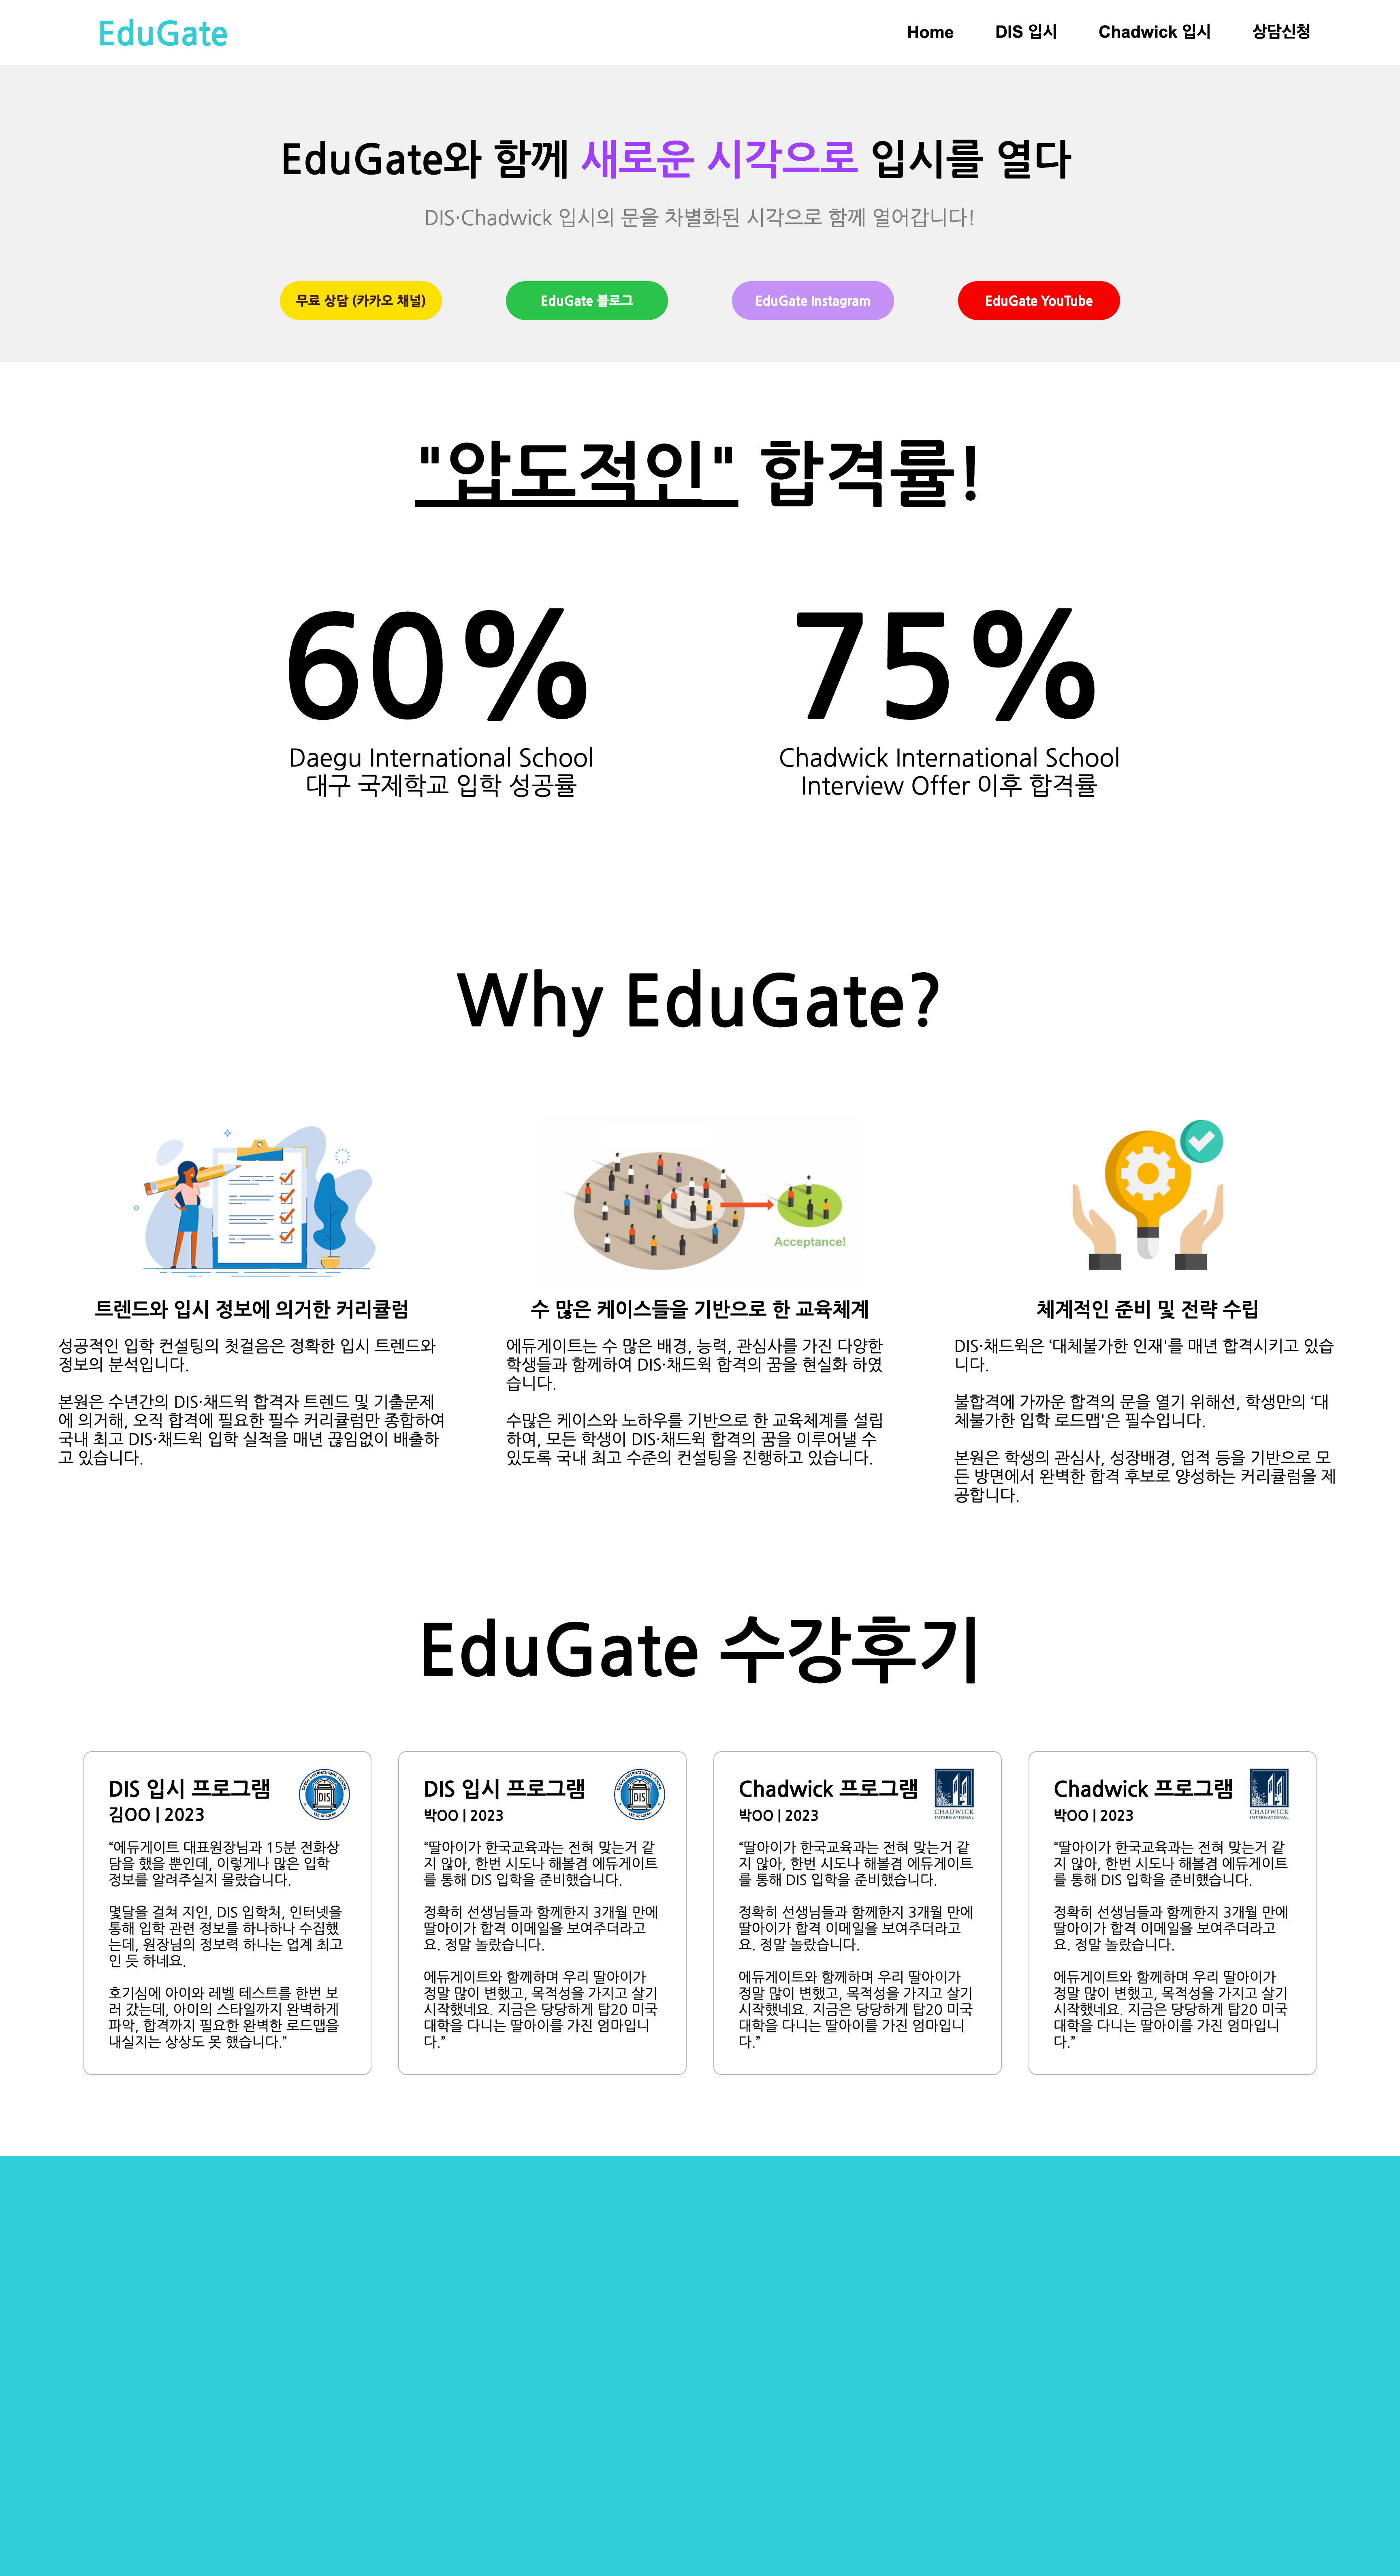 EduGate
Home
DIS 입시
Chadwick 입시
상담신청
EduGate와 함께 새로운 시각으로 입시를 열다
DIS·Chadwick 입시의 문을 차별화된 시각으로 함께 열어갑니다!
무료 상담 (카카오 채널)
EduGate 블로그
EduGate Instagram
EduGate YouTube
"압도적인" 합격률!
60%
Daegu International School
대구 국제학교 입학 성공률
75%
Chadwick International School
Interview Offer 이후 합격률
Why EduGate?
Acceptance!
트렌드와 입시 정보에 의거한 커리큘럼
성공적인 입학 컨설팅의 첫걸음은 정확한 입시 트렌드와
정보의 분석입니다.
본원은 수년간의 DIS·채드윅 합격자 트렌드 및 기출문제
에 의거해, 오직 합격에 필요한 필수 커리큘럼만 종합하여
국내 최고 DIS·채드윅 입학 실적을 매년 끊임없이 배출하
고 있습니다.
수 많은 케이스들을 기반으로 한 교육체계
에듀게이트는 수 많은 배경, 능력, 관심사를 가진 다양한
학생들과 함께하여 DIS·채드윅 합격의 꿈을 현실화 하였
습니다.
수많은 케이스와 노하우를 기반으로 한 교육체계를 설립
하여, 모든 학생이 DIS·채드윅 합격의 꿈을 이루어낼 수
있도록 국내 최고 수준의 컨설팅을 진행하고 있습니다.
체계적인 준비 및 전략 수립
DIS·채드윅은 ‘대체불가한 인재'를 매년 합격시키고 있습
니다.
불합격에 가까운 합격의 문을 열기 위해선, 학생만의 ‘대
체불가한 입학 로드맵'은 필수입니다.
본원은 학생의 관심사, 성장배경, 업적 등을 기반으로 모
든 방면에서 완벽한 합격 후보로 양성하는 커리큘럼을 제
공합니다.
EduGate 수강후기
DIS 입시 프로그램
김OO | 2023
DAEGU INTERNATIONAL SCHOOL
DIS
LEE ACADEMY
“에듀게이트 대표원장님과 15분 전화상
담을 했을 뿐인데, 이렇게나 많은 입학
정보를 알려주실지 몰랐습니다.
몇달을 걸쳐 지인, DIS 입학처, 인터넷을
통해 입학 관련 정보를 하나하나 수집했
는데, 원장님의 정보력 하나는 업계 최고
인 듯 하네요.
호기심에 아이와 레벨 테스트를 한번 보
러 갔는데, 아이의 스타일까지 완벽하게
파악, 합격까지 필요한 완벽한 로드맵을
내실지는 상상도 못 했습니다.”
DIS 입시 프로그램
박OO | 2023
DAEGU INTERNATIONAL SCHOOL
DIS
LEE ACADEMY
“딸아이가 한국교육과는 전혀 맞는거 같
지 않아, 한번 시도나 해볼겸 에듀게이트
를 통해 DIS 입학을 준비했습니다.
정확히 선생님들과 함께한지 3개월 만에
딸아이가 합격 이메일을 보여주더라고
요. 정말 놀랐습니다.
에듀게이트와 함께하며 우리 딸아이가
정말 많이 변했고, 목적성을 가지고 살기
시작했네요. 지금은 당당하게 탑20 미국
대학을 다니는 딸아이를 가진 엄마입니
다.”
Chadwick 프로그램
박OO | 2023
CHADWICK
INTERNATIONAL
“딸아이가 한국교육과는 전혀 맞는거 같
지 않아, 한번 시도나 해볼겸 에듀게이트
를 통해 DIS 입학을 준비했습니다.
정확히 선생님들과 함께한지 3개월 만에
딸아이가 합격 이메일을 보여주더라고
요. 정말 놀랐습니다.
에듀게이트와 함께하며 우리 딸아이가
정말 많이 변했고, 목적성을 가지고 살기
시작했네요. 지금은 당당하게 탑20 미국
대학을 다니는 딸아이를 가진 엄마입니
다.”
Chadwick 프로그램
박OO | 2023
CHADWICK
INTERNATIONAL
“딸아이가 한국교육과는 전혀 맞는거 같
지 않아, 한번 시도나 해볼겸 에듀게이트
를 통해 DIS 입학을 준비했습니다.
정확히 선생님들과 함께한지 3개월 만에
딸아이가 합격 이메일을 보여주더라고
요. 정말 놀랐습니다.
에듀게이트와 함께하며 우리 딸아이가
정말 많이 변했고, 목적성을 가지고 살기
시작했네요. 지금은 당당하게 탑20 미국
대학을 다니는 딸아이를 가진 엄마입니
다.”